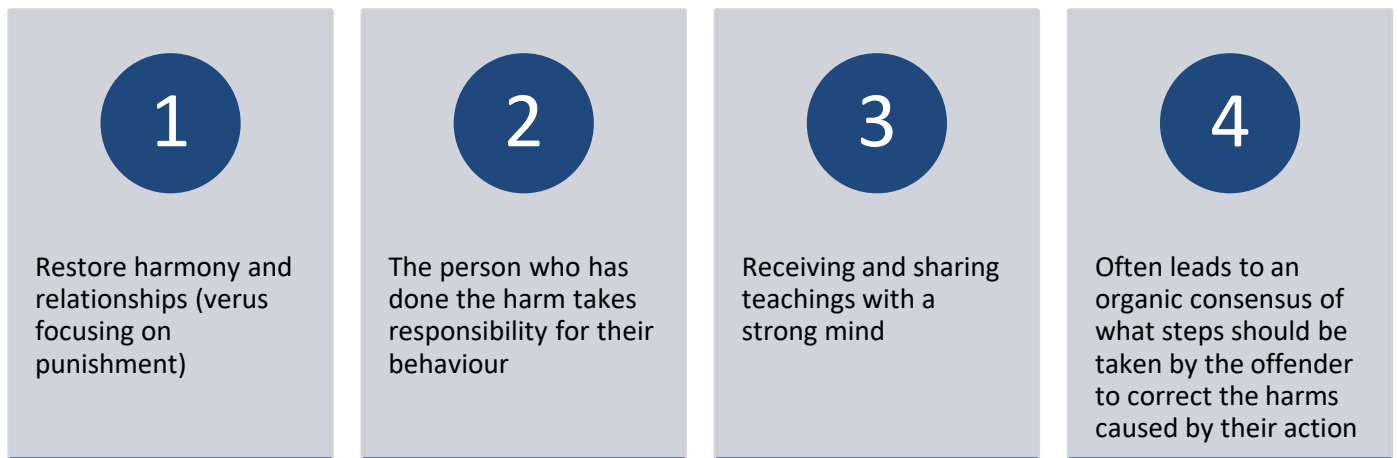 1
Restore harmony and
relationships (verus
focusing on
punishment)
2
The person who has
done the harm takes
responsibility for their
behaviour
3
Receiving and sharing
teachings with a
strong mind
4
Often leads to an
organic consensus of
what steps should be
taken by the offender
to correct the harms
caused by their action